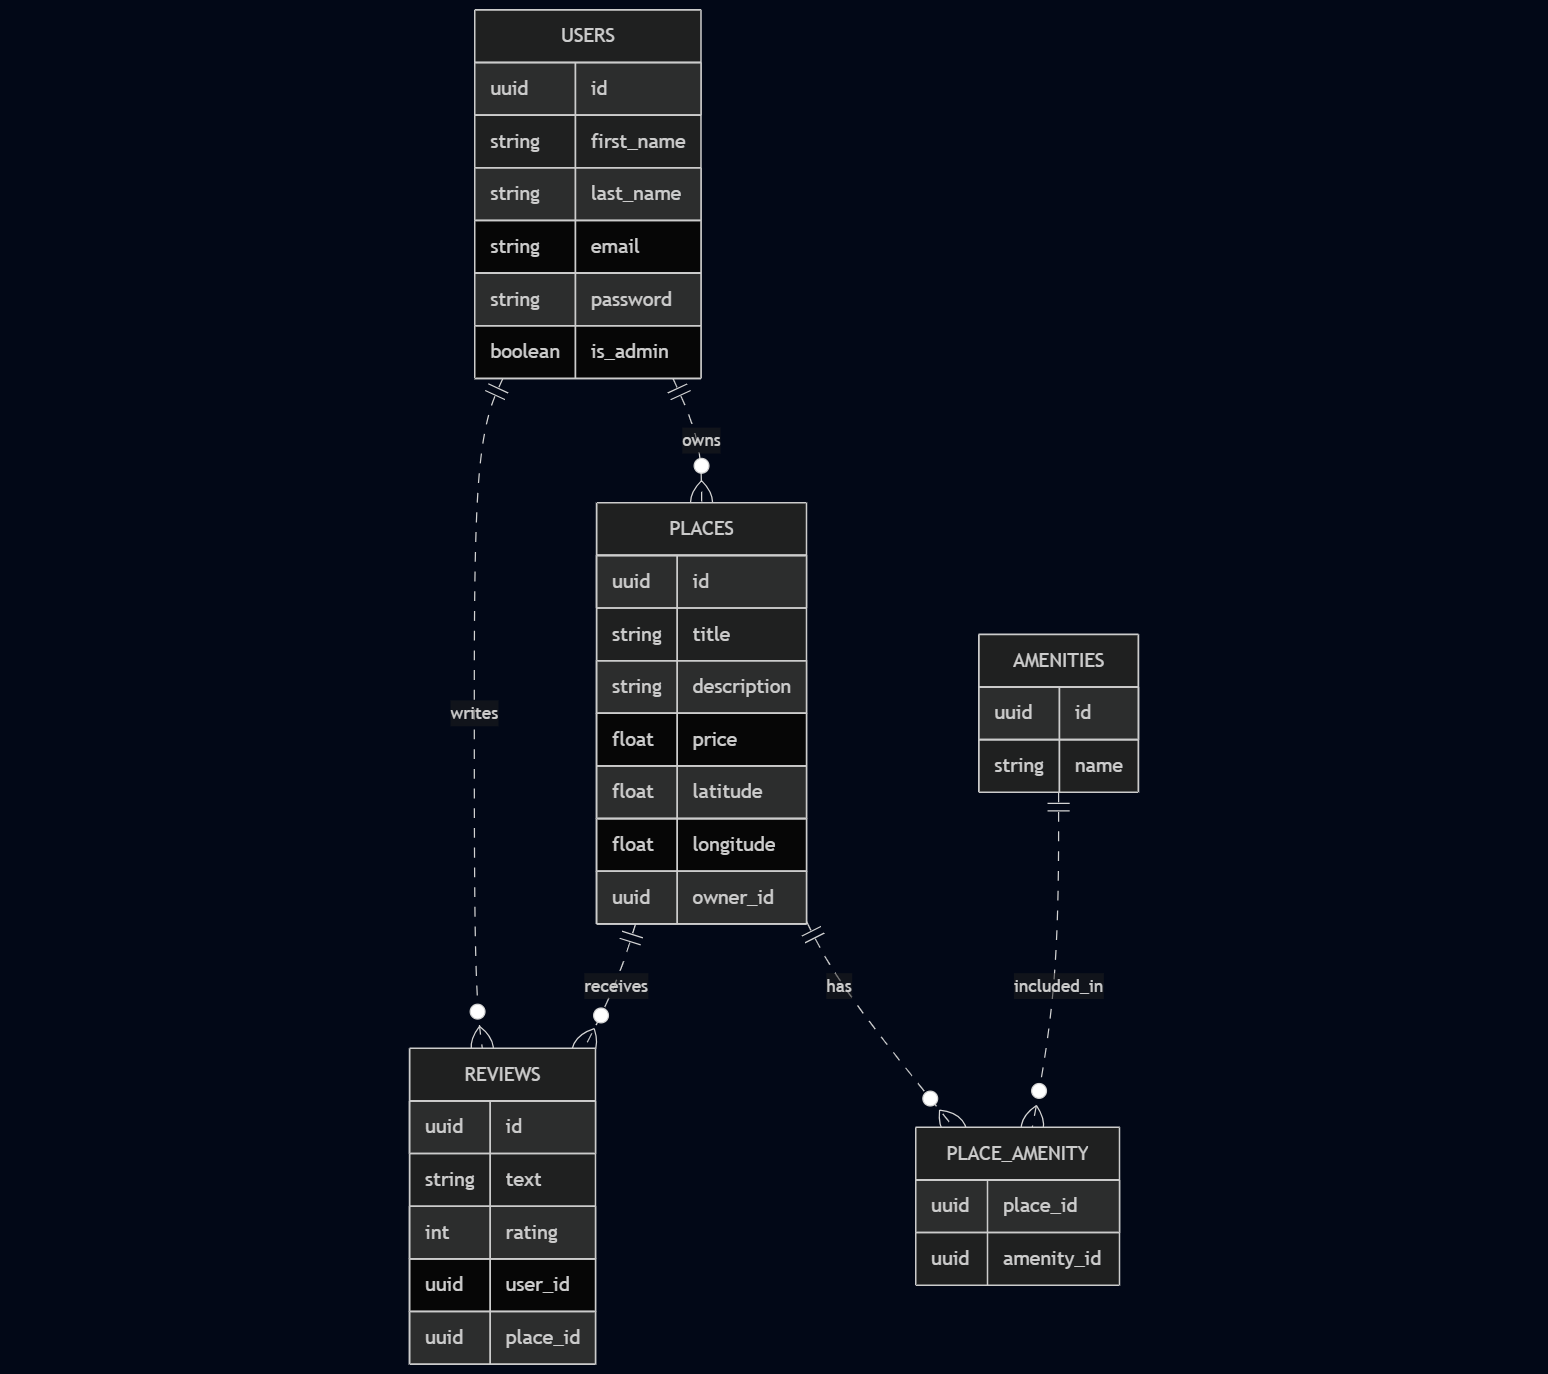 USERS
uuid id
string first_name
string last_name
string email
string password
boolean is_admin
owns
PLACES
uuid id
string title
string description
float price
float latitude
float longitude
uuid owner_id
AMENITIES
uuid id
string name
writes
receives
has
included_in
REVIEWS
uuid id
string text
int rating
uuid user_id
uuid place_id
PLACE_AMENITY
uuid place_id
uuid amenity_id